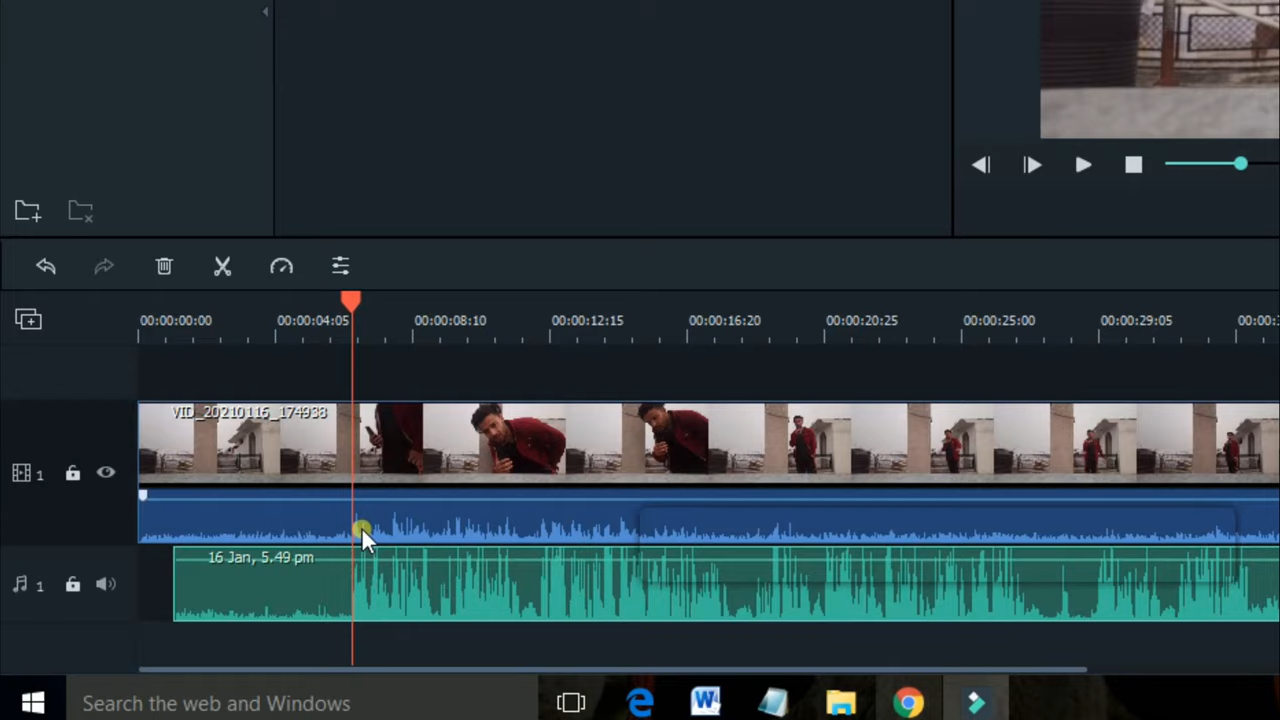 00:00:00:00 00:00:04:05 00:00:08:10 00:00:12:15 00:00:16:20 00:00:20:25 00:00:25:00 00:00:29:05 00:00:
VID_20210116_174938
1
16 Jan, 5.49 pm
1
Search the web and Windows